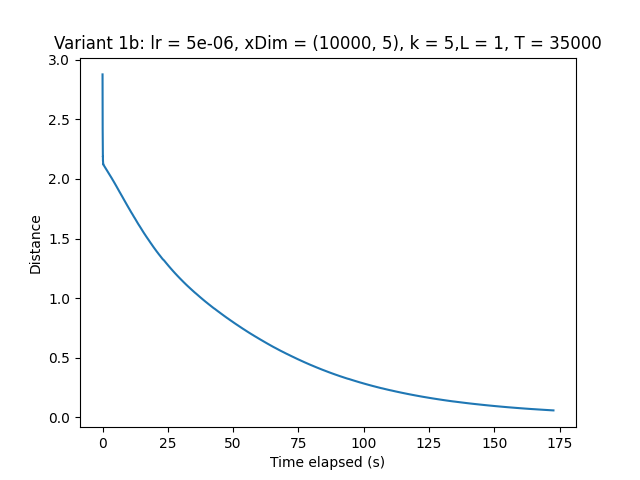 Variant 1b: lr = 5e-06, xDim = (10000, 5), k = 5,L = 1, T = 35000
3.0
2.5
2.0
1.5
1.0
0.5
0.0
Distance
0 25 50 75 100 125 150 175
Time elapsed (s)